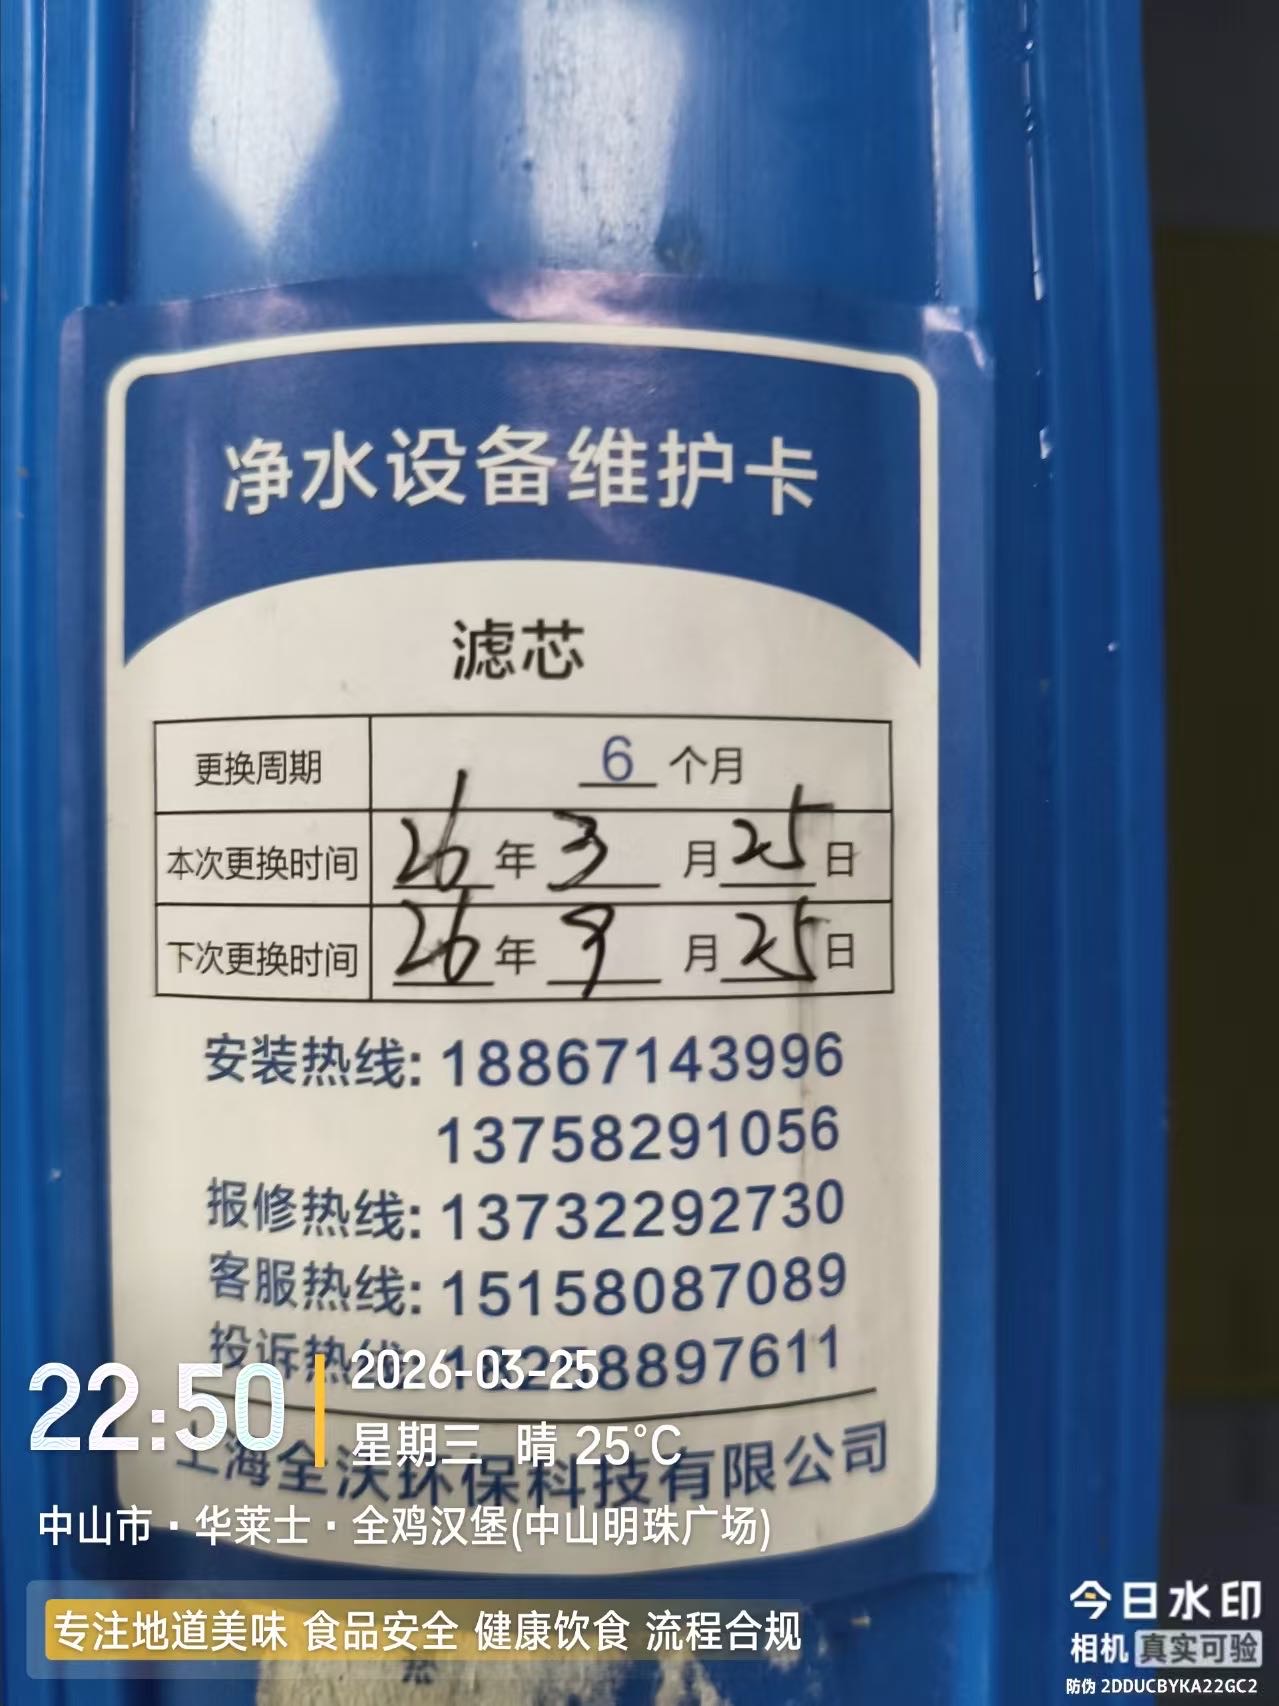 净水设备维护卡
滤芯
更换周期 6 个月
本次更换时间 26 年 3 月 25 日
下次更换时间 26 年 9 月 25 日
安装热线: 18867143996
13758291056
报修热线: 13732292730
客服热线: 15158087089
投诉热线: 8897611
22:50
2026-03-25
星期三 晴 25°C
上海全沃环保科技有限公司
中山市·华莱士·全鸡汉堡(中山明珠广场)
专注地道美味 食品安全 健康饮食 流程合规
今日水印
相机 真实可验
防伪 2DDUCBYKA22GC2